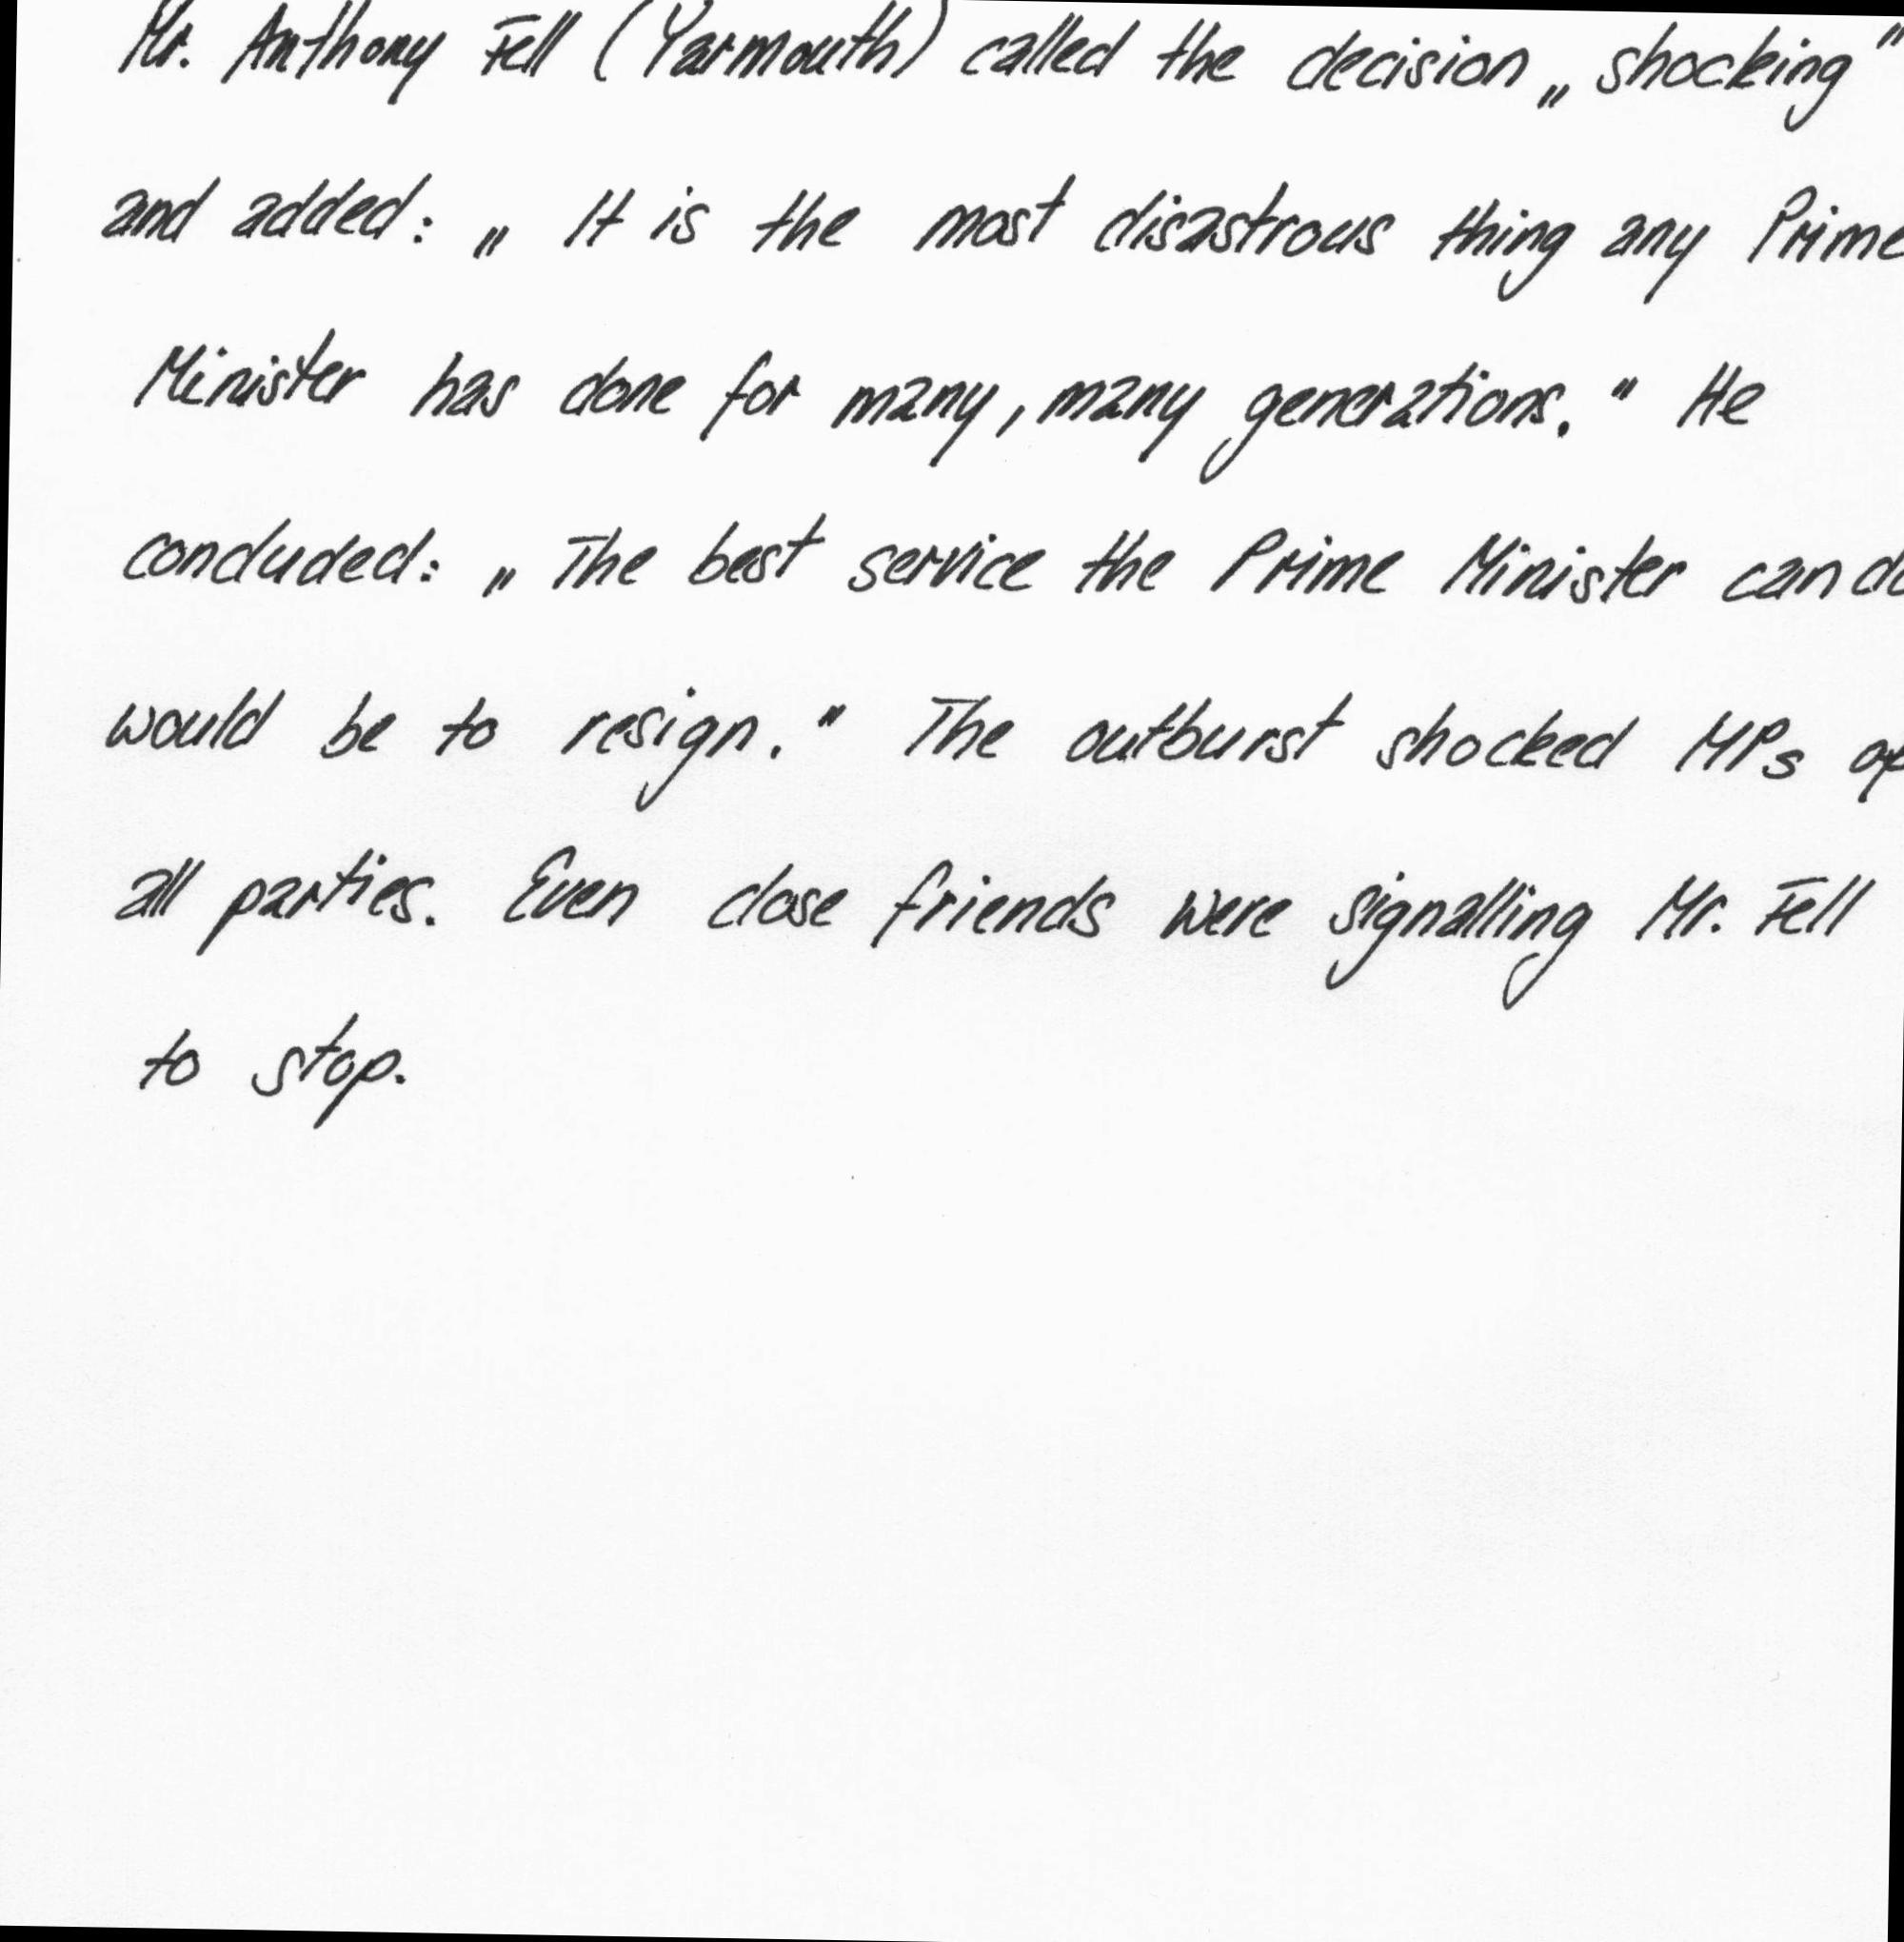 Mr. Anthony Fell (Yarmouth) called the decision „shocking"
and added: „ It is the most disastrous thing any Prime
Minister has done for many, many generations." He
concluded: „ The best service the Prime Minister can do
would be to resign." The outburst shocked MPs of
all parties. Even close friends were signalling Mr. Fell
to stop.